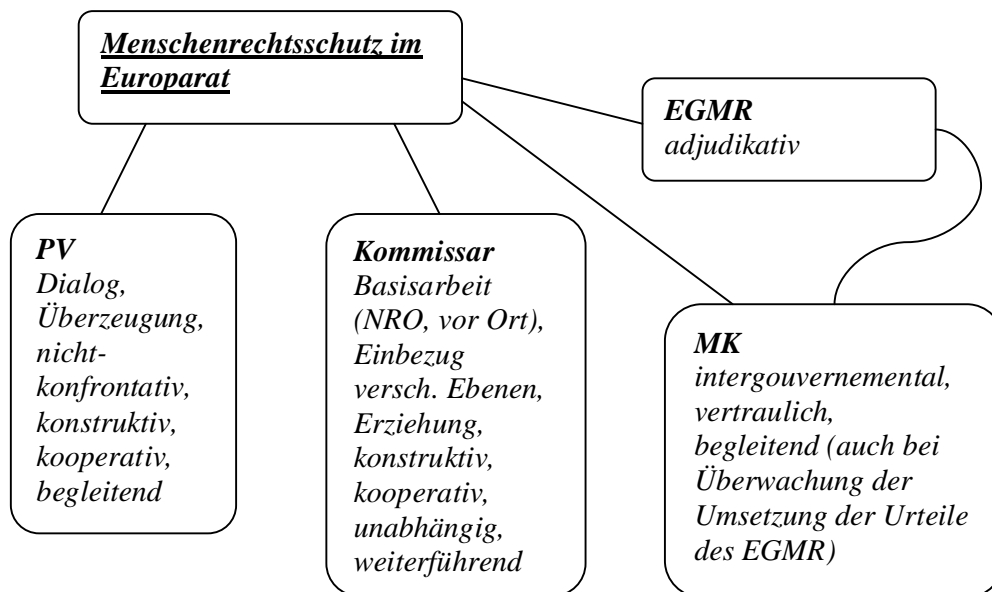 Menschenrechtsschutz im
Europarat
EGMR
adjudikativ
PV
Dialog,
Überzeugung,
nicht-
konfrontativ,
konstruktiv,
kooperativ,
begleitend
Kommissar
Basisarbeit
(NRO, vor Ort),
Einbezug
versch. Ebenen,
Erziehung,
konstruktiv,
kooperativ,
unabhängig,
weiterführend
MK
intergouvernemental,
vertraulich,
begleitend (auch bei
Überwachung der
Umsetzung der Urteile
des EGMR)